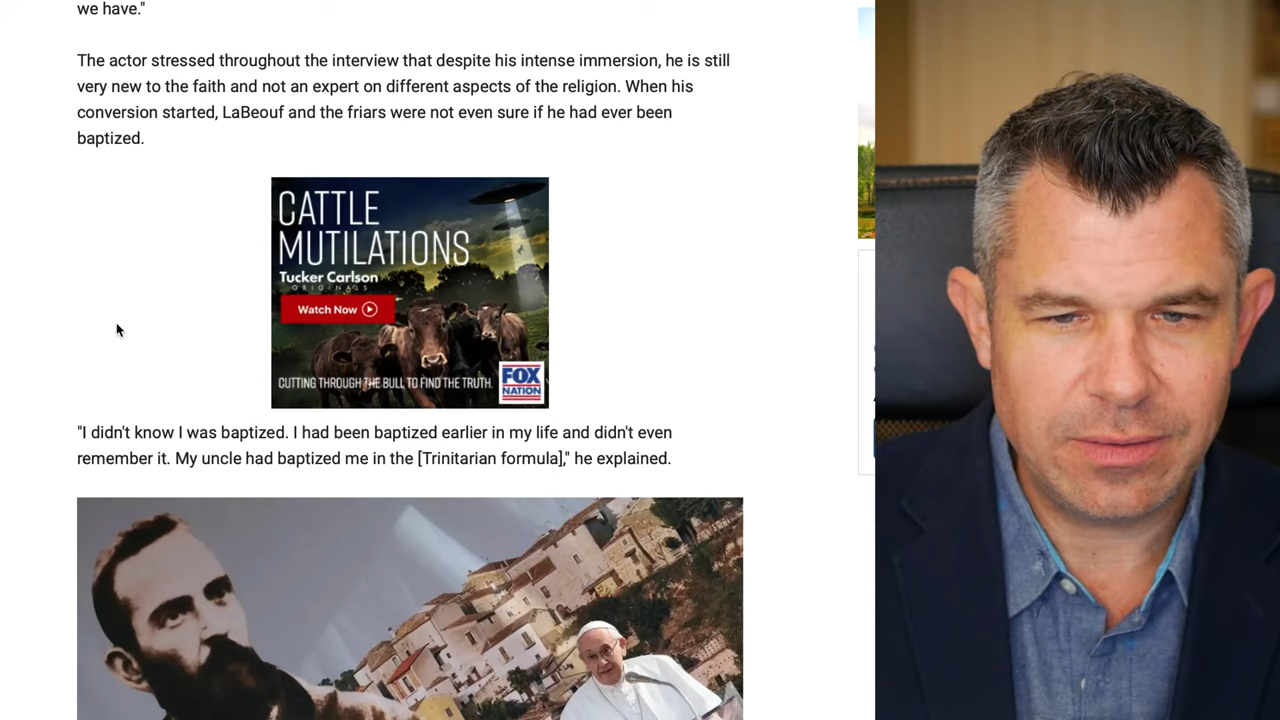 we have."
The actor stressed throughout the interview that despite his intense immersion, he is still
very new to the faith and not an expert on different aspects of the religion. When his
conversion started, LaBeouf and the friars were not even sure if he had ever been
baptized.
CATTLE
MUTILATIONS
Tucker Carlson
ORIGINALS
Watch Now
CUTTING THROUGH THE BULL TO FIND THE TRUTH.
FOX
NATION
"I didn't know I was baptized. I had been baptized earlier in my life and didn't even
remember it. My uncle had baptized me in the [Trinitarian formula]," he explained.